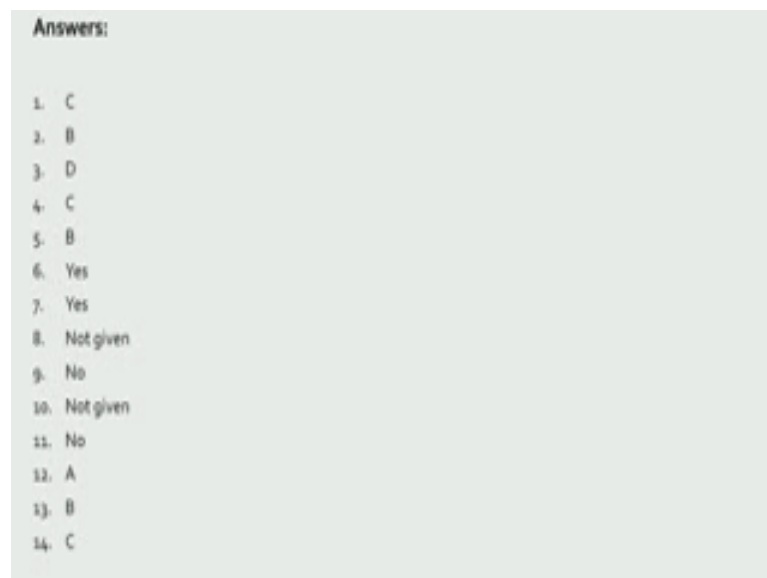 Answers:
1. C
2. B
3. D
4. C
5. B
6. Yes
7. Yes
8. Not given
9. No
10. Not given
11. No
12. A
13. B
14. C